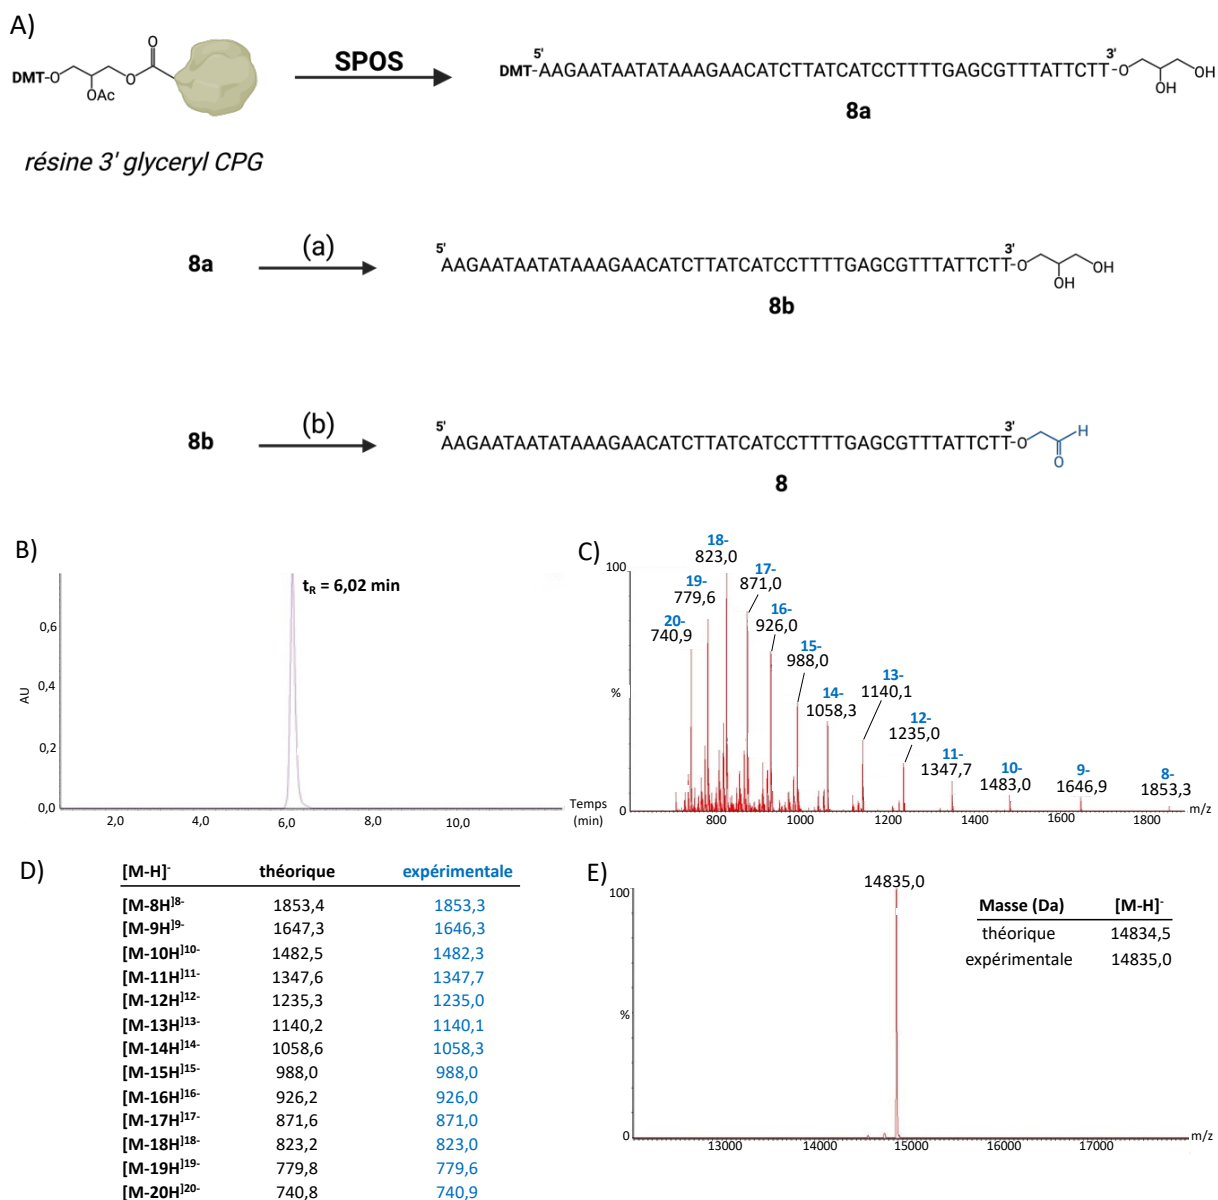 A)
DMT-O
O
OAc
O
SPOS
5' 3'
DMT-AAGAATAATATAAAGAACATCTTATCATCCTTTTGAGCGTTTATTCTT-O OH
OH
8a
résine 3' glyceryl CPG
8a (a) 5' 3'
AAGAATAATATAAAGAACATCTTATCATCCTTTTGAGCGTTTATTCTT-O OH
OH
8b
8b (b) 5' 3'
AAGAATAATATAAAGAACATCTTATCATCCTTTTGAGCGTTTATTCTT-O H
O
8
B)
tR = 6,02 min
AU
0,6
0,4
0,2
0,0
2,0 4,0 6,0 8,0 10,0
Temps
(min)
C)
100
%
0
20-
740,9
19-
779,6
18-
823,0
17-
871,0
16-
926,0
15-
988,0
14-
1058,3
13-
1140,1
12-
1235,0
11-
1347,7
10-
1483,0
9-
1646,9
8-
1853,3
800 1000 1200 1400 1600 1800 m/z
D)
[M-H]- théorique expérimentale
[M-8H]8- 1853,4 1853,3
[M-9H]9- 1647,3 1646,3
[M-10H]10- 1482,5 1482,3
[M-11H]11- 1347,6 1347,7
[M-12H]12- 1235,3 1235,0
[M-13H]13- 1140,2 1140,1
[M-14H]14- 1058,6 1058,3
[M-15H]15- 988,0 988,0
[M-16H]16- 926,2 926,0
[M-17H]17- 871,6 871,0
[M-18H]18- 823,2 823,0
[M-19H]19- 779,8 779,6
[M-20H]20- 740,8 740,9
E)
100
%
0
14835,0
Masse (Da) [M-H]-
théorique 14834,5
expérimentale 14835,0
13000 14000 15000 16000 17000 m/z